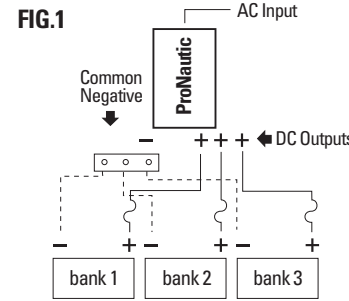 FIG.1
AC Input
ProNautic
Common
Negative
− + + +
DC Outputs
− + − + − +
bank 1
bank 2
bank 3